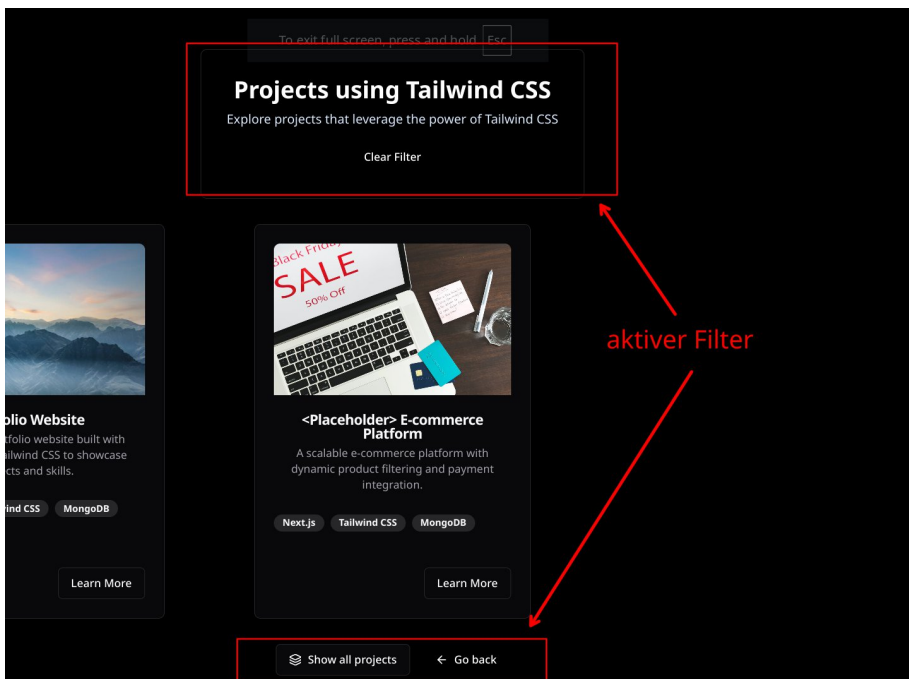 To exit full screen, press and hold Esc
Projects using Tailwind CSS
Explore projects that leverage the power of Tailwind CSS
Clear Filter
aktiver Filter
Black Friday
SALE
50% Off
olio Website
tfolio website built with
ailwind CSS to showcase
cts and skills.
ind CSS MongoDB
Learn More
<Placeholder> E-commerce
Platform
A scalable e-commerce platform with
dynamic product filtering and payment
integration.
Next.js Tailwind CSS MongoDB
Learn More
Show all projects Go back